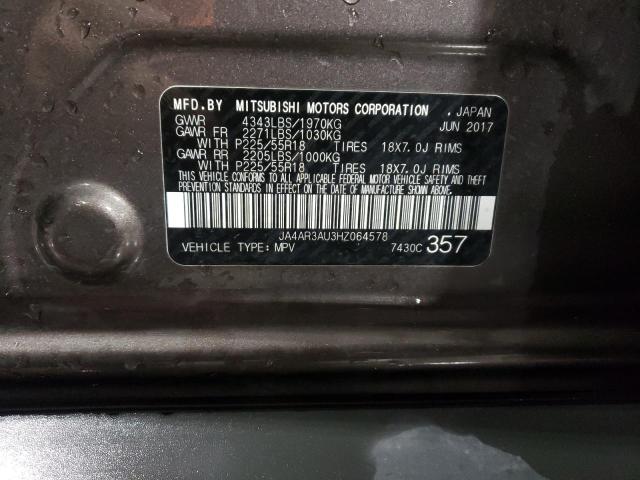 MFD.BY MITSUBISHI MOTORS CORPORATION . JAPAN
GVWR 4343LBS/1970KG JUN 2017
GAWR FR 2271LBS/1030KG
WITH P225/55R18 TIRES 18X7.0J RIMS
GAWR RR 2205LBS/1000KG
WITH P225/55R18 TIRES 18X7.0J RIMS
THIS VEHICLE CONFORMS TO ALL APPLICABLE FEDERAL MOTOR VEHICLE SAFETY AND THEFT
PREVENTION STANDARDS IN EFFECT ON THE DATE OF MANUFACTURE SHOWN ABOVE.
JA4AR3AU3HZ064578
VEHICLE TYPE: MPV 7430C 357